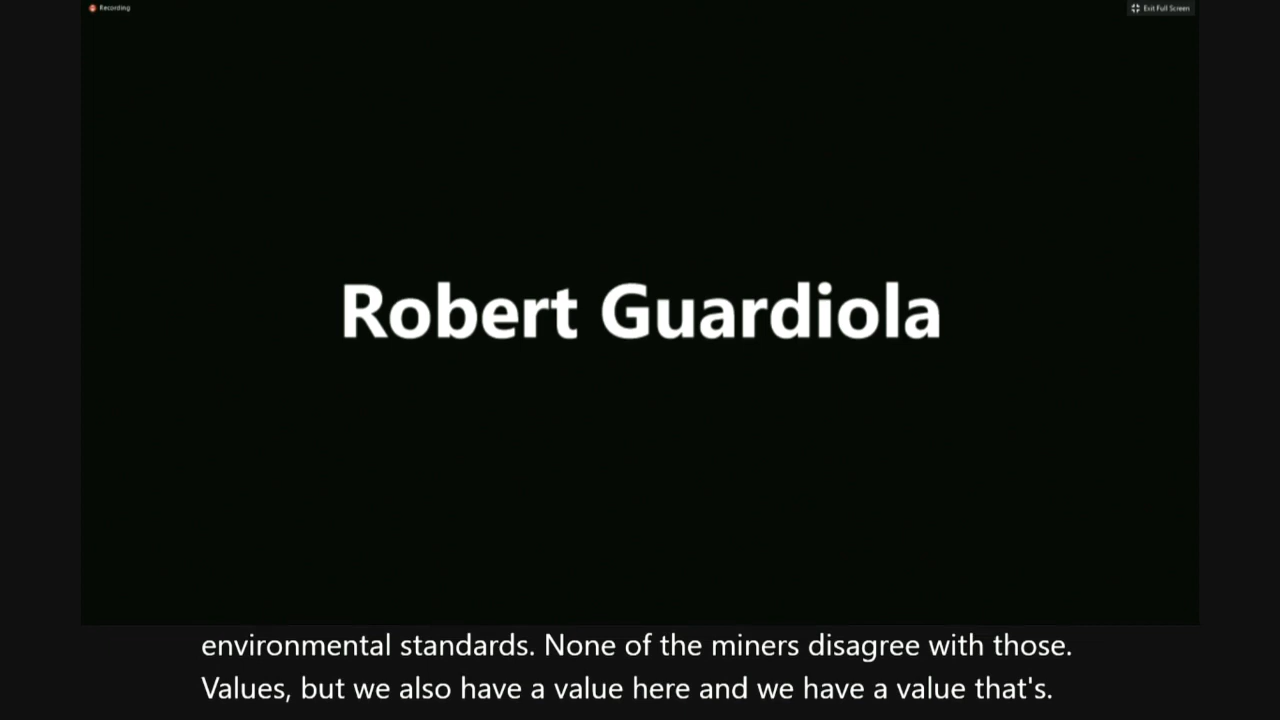 Recording
Exit Full Screen
Robert Guardiola
environmental standards. None of the miners disagree with those.
Values, but we also have a value here and we have a value that's.